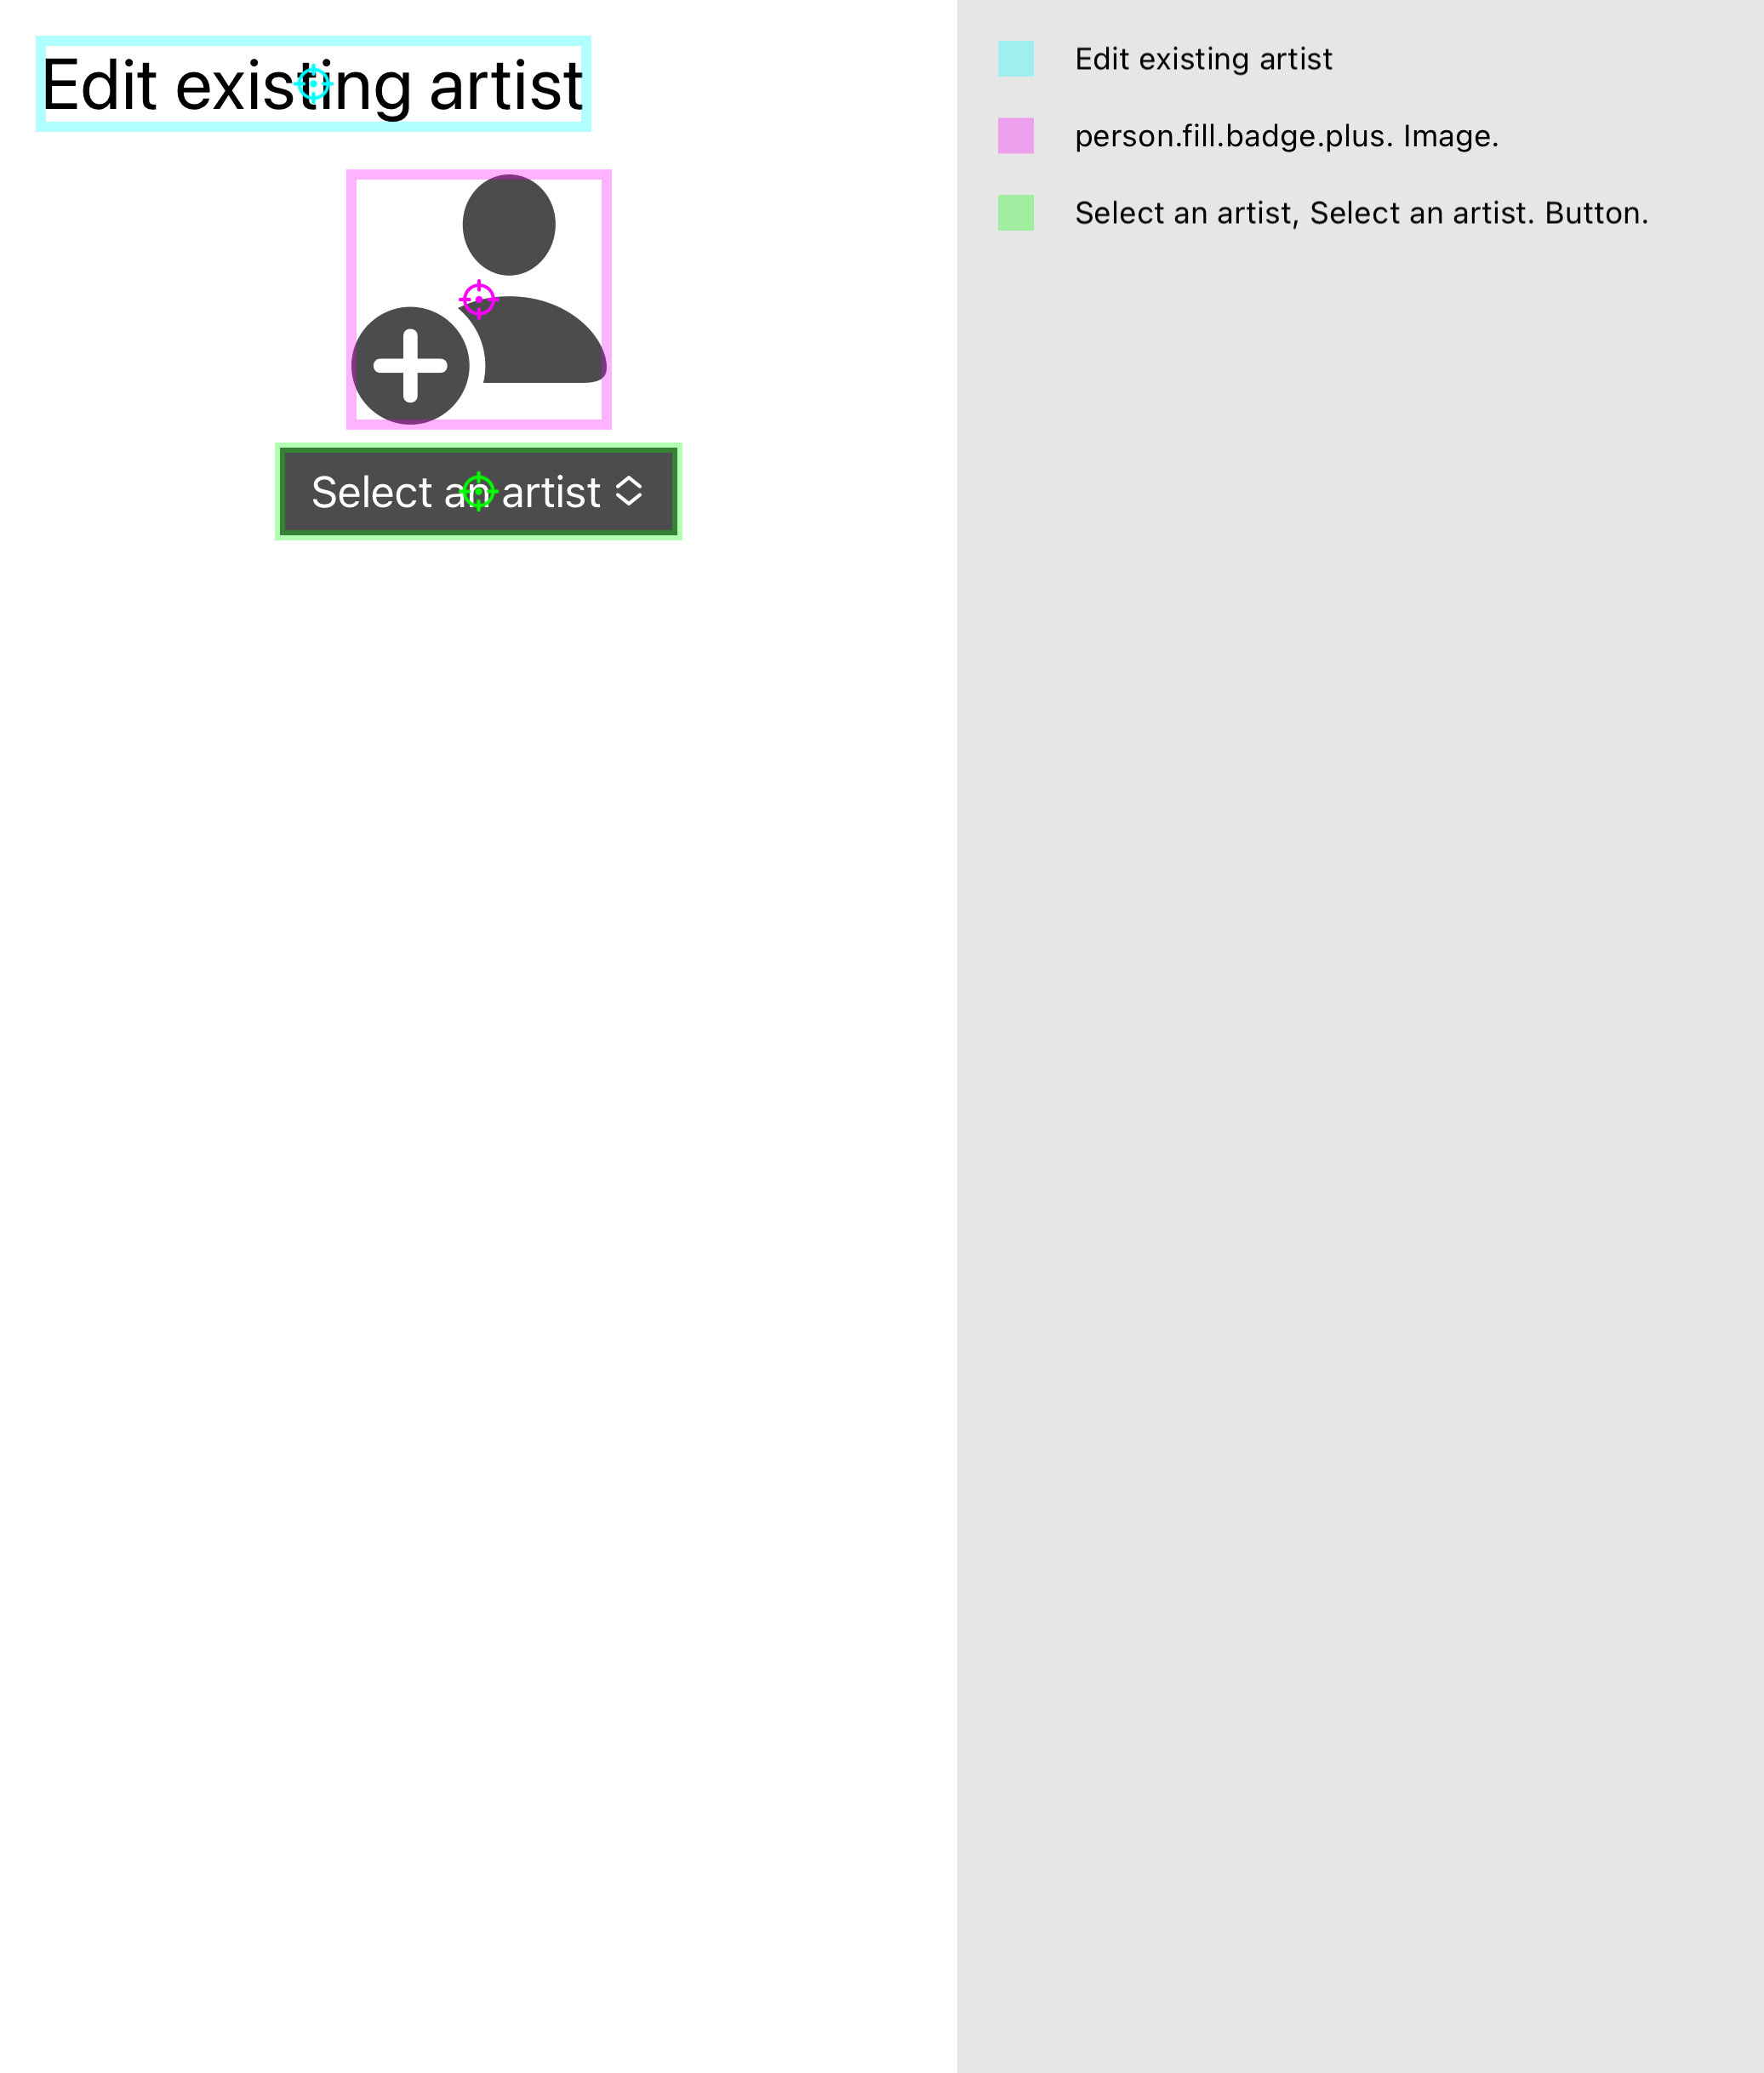 Edit existing artist
Select an artist
Edit existing artist
person.fill.badge.plus. Image.
Select an artist, Select an artist. Button.